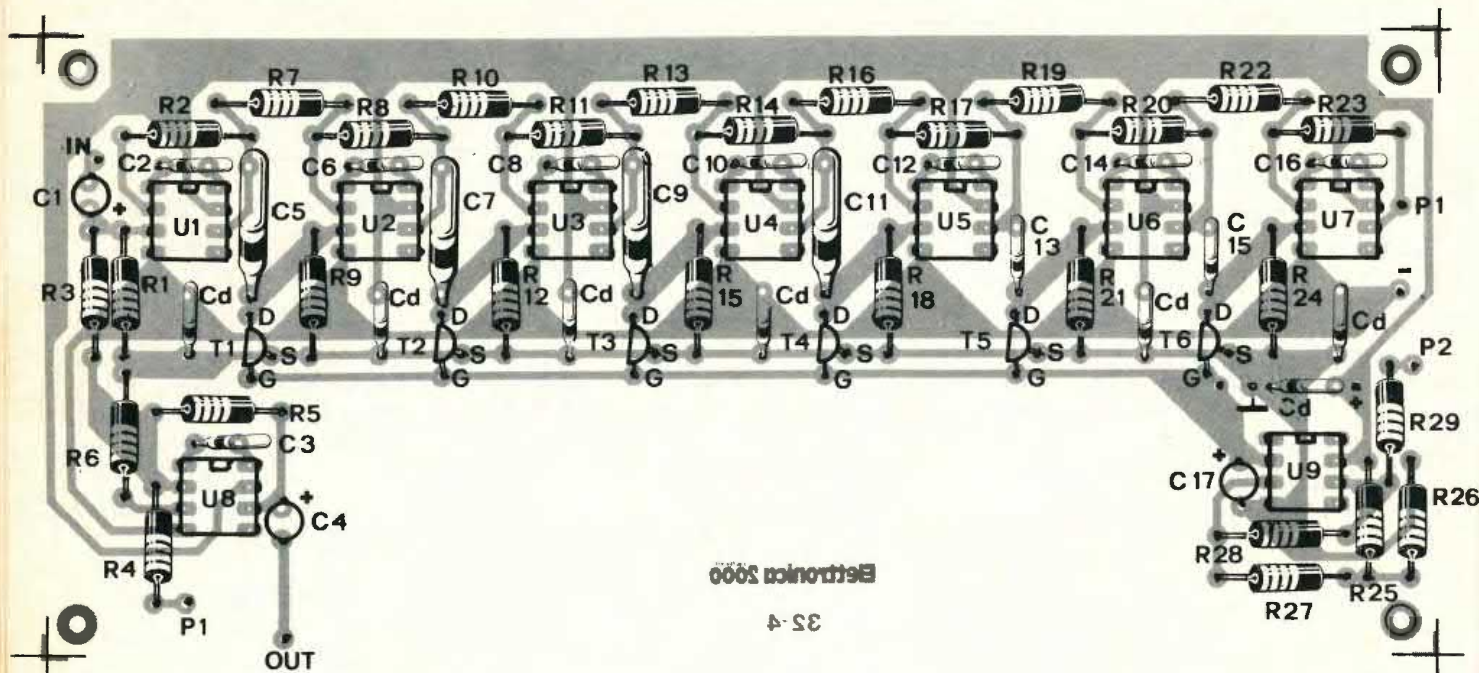 R7 R10 R13 R16 R19 R22
R2 R8 R11 R14 R17 R20 R23
IN
C2 C6 C8 C10 C12 C14 C16
C1 + U1 C5 U2 C7 U3 C9 U4 C11 U5 C 13 U6 C 15 U7 P1
R3 R1 Cd R9 Cd R 12 Cd R 15 Cd R 18 R 21 Cd R 24 Cd -
D D D D D D
T1 S T2 S T3 S T4 S T5 S T6 S P2
G G G G G G
R5 Cd - +
R6 C3 R29
U8 + C4 C17 + U9 R26
R4 R28
R27 R25
P1
OUT
Elettronica 2000
32-4